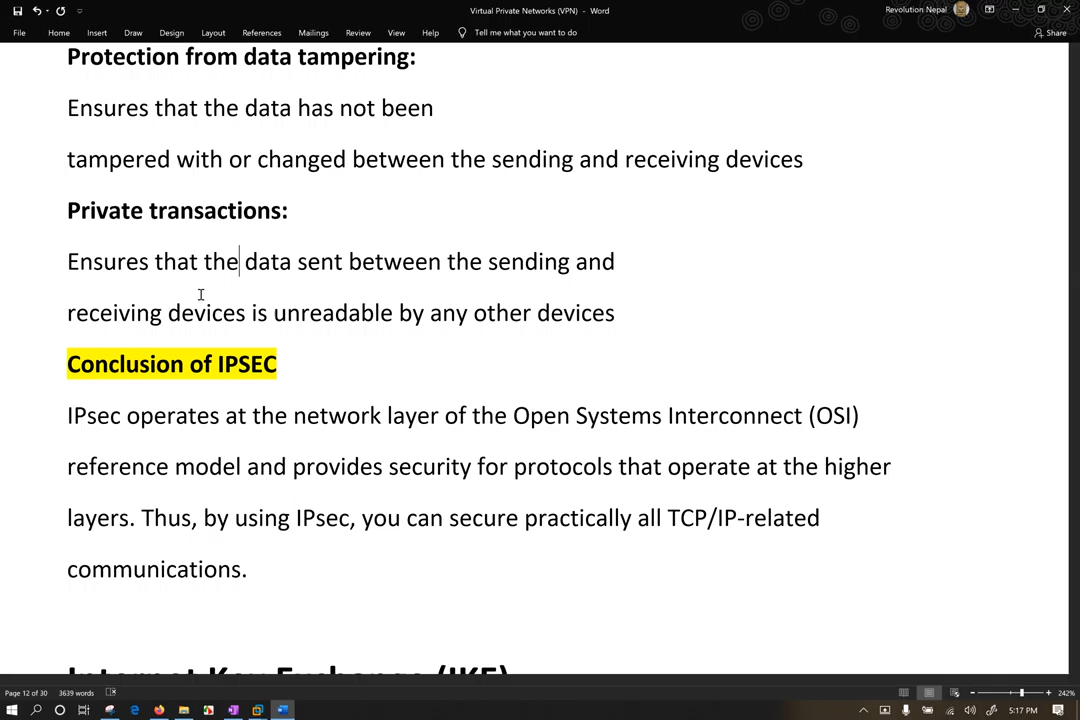 Virtual Private Networks (VPN) - Word
Revolution Nepal
File Home Insert Draw Design Layout References Mailings Review View Help Tell me what you want to do Share
Protection from data tampering:
Ensures that the data has not been
tampered with or changed between the sending and receiving devices
Private transactions:
Ensures that the data sent between the sending and
receiving devices is unreadable by any other devices
Conclusion of IPSEC
IPsec operates at the network layer of the Open Systems Interconnect (OSI)
reference model and provides security for protocols that operate at the higher
layers. Thus, by using IPsec, you can secure practically all TCP/IP-related
communications.
Internet Key Exchange (IKE)
Page 12 of 30 3639 words 242%
5:17 PM